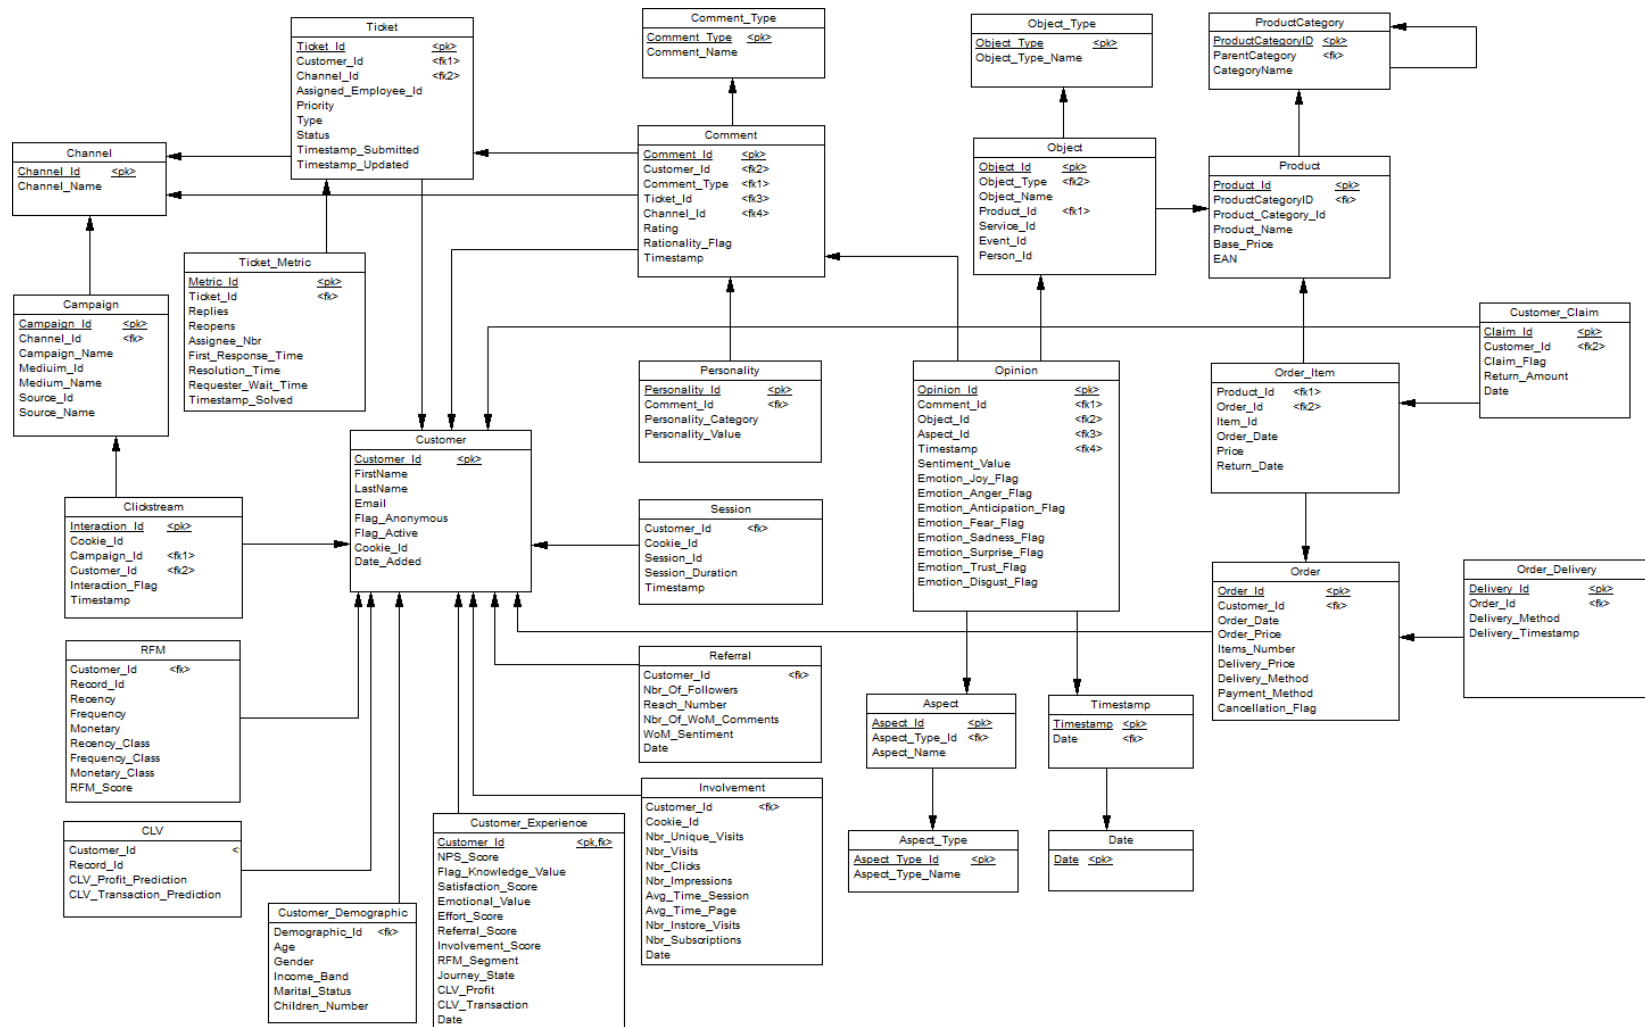 Ticket
Ticket_Id <pk>
Customer_Id <fk1>
Channel_Id <fk2>
Assigned_Employee_Id
Priority
Type
Status
Timestamp_Submitted
Timestamp_Updated
Comment_Type
Comment_Type <pk>
Comment_Name
Object_Type
Object_Type <pk>
Object_Type_Name
ProductCategory
ProductCategoryID <pk>
ParentCategory <fk>
CategoryName
Channel
Channel_Id <pk>
Channel_Name
Comment
Comment_Id <pk>
Customer_Id <fk2>
Comment_Type <fk1>
Ticket_Id <fk3>
Channel_Id <fk4>
Rating
Rationality_Flag
Timestamp
Object
Object_Id <pk>
Object_Type <fk2>
Object_Name
Product_Id <fk1>
Service_Id
Event_Id
Person_Id
Product
Product_Id <pk>
ProductCategoryID <fk>
Product_Category_Id
Product_Name
Base_Price
EAN
Ticket_Metric
Metric_Id <pk>
Ticket_Id <fk>
Replies
Reopens
Assignee_Nbr
First_Response_Time
Resolution_Time
Requester_Wait_Time
Timestamp_Solved
Campaign
Campaign_Id <pk>
Channel_Id <fk>
Campaign_Name
Mediuim_Id
Medium_Name
Source_Id
Source_Name
Customer_Claim
Claim_Id <pk>
Customer_Id <fk2>
Claim_Flag
Return_Amount
Date
Personality
Personality_Id <pk>
Comment_Id <fk>
Personality_Category
Personality_Value
Opinion
Opinion_Id <pk>
Comment_Id <fk1>
Object_Id <fk2>
Aspect_Id <fk3>
Timestamp <fk4>
Sentiment_Value
Emotion_Joy_Flag
Emotion_Anger_Flag
Emotion_Anticipation_Flag
Emotion_Fear_Flag
Emotion_Sadness_Flag
Emotion_Surprise_Flag
Emotion_Trust_Flag
Emotion_Disgust_Flag
Order_Item
Product_Id <fk1>
Order_Id <fk2>
Item_Id
Order_Date
Price
Return_Date
Customer
Customer_Id <pk>
FirstName
LastName
Email
Flag_Anonymous
Flag_Active
Cookie_Id
Date_Added
Clickstream
Interaction_Id <pk>
Cookie_Id
Campaign_Id <fk1>
Customer_Id <fk2>
Interaction_Flag
Timestamp
Session
Customer_Id <fk>
Cookie_Id
Session_Id
Session_Duration
Timestamp
Order
Order_Id <pk>
Customer_Id <fk>
Order_Date
Order_Price
Items_Number
Delivery_Price
Delivery_Method
Payment_Method
Cancellation_Flag
Order_Delivery
Delivery_Id <pk>
Order_Id <fk>
Delivery_Method
Delivery_Timestamp
RFM
Customer_Id <fk>
Record_Id
Recency
Frequency
Monetary
Recency_Class
Frequency_Class
Monetary_Class
RFM_Score
Referral
Customer_Id <fk>
Nbr_Of_Followers
Reach_Number
Nbr_Of_WoM_Comments
WoM_Sentiment
Date
Aspect
Aspect_Id <pk>
Aspect_Type_Id <fk>
Aspect_Name
Timestamp
Timestamp <pk>
Date <fk>
CLV
Customer_Id <
Record_Id
CLV_Profit_Prediction
CLV_Transaction_Prediction
Involvement
Customer_Id <fk>
Cookie_Id
Nbr_Unique_Visits
Nbr_Visits
Nbr_Clicks
Nbr_Impressions
Avg_Time_Session
Avg_Time_Page
Nbr_Instore_Visits
Nbr_Subscriptions
Date
Customer_Experience
Customer_Id <pk,fk>
NPS_Score
Flag_Knowledge_Value
Satisfaction_Score
Emotional_Value
Effort_Score
Referral_Score
Involvement_Score
RFM_Segment
Journey_State
CLV_Profit
CLV_Transaction
Date
Aspect_Type
Aspect_Type_Id <pk>
Aspect_Type_Name
Date
Date <pk>
Customer_Demographic
Demographic_Id <fk>
Age
Gender
Income_Band
Marital_Status
Children_Number